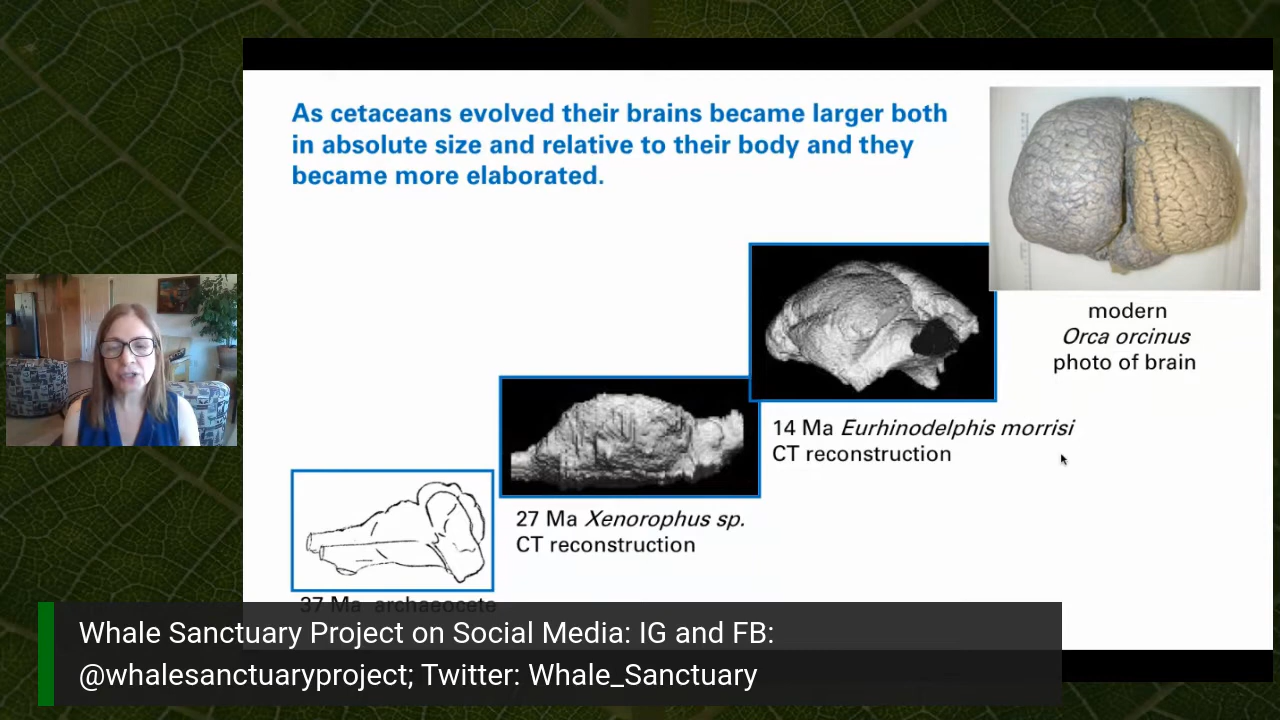 As cetaceans evolved their brains became larger both
in absolute size and relative to their body and they
became more elaborated.
modern
Orca orcinus
photo of brain
14 Ma Eurhinodelphis morrisi
CT reconstruction
27 Ma Xenorophus sp.
CT reconstruction
37 Ma archaeocete
Whale Sanctuary Project on Social Media: IG and FB:
@whalesanctuaryproject; Twitter: Whale_Sanctuary